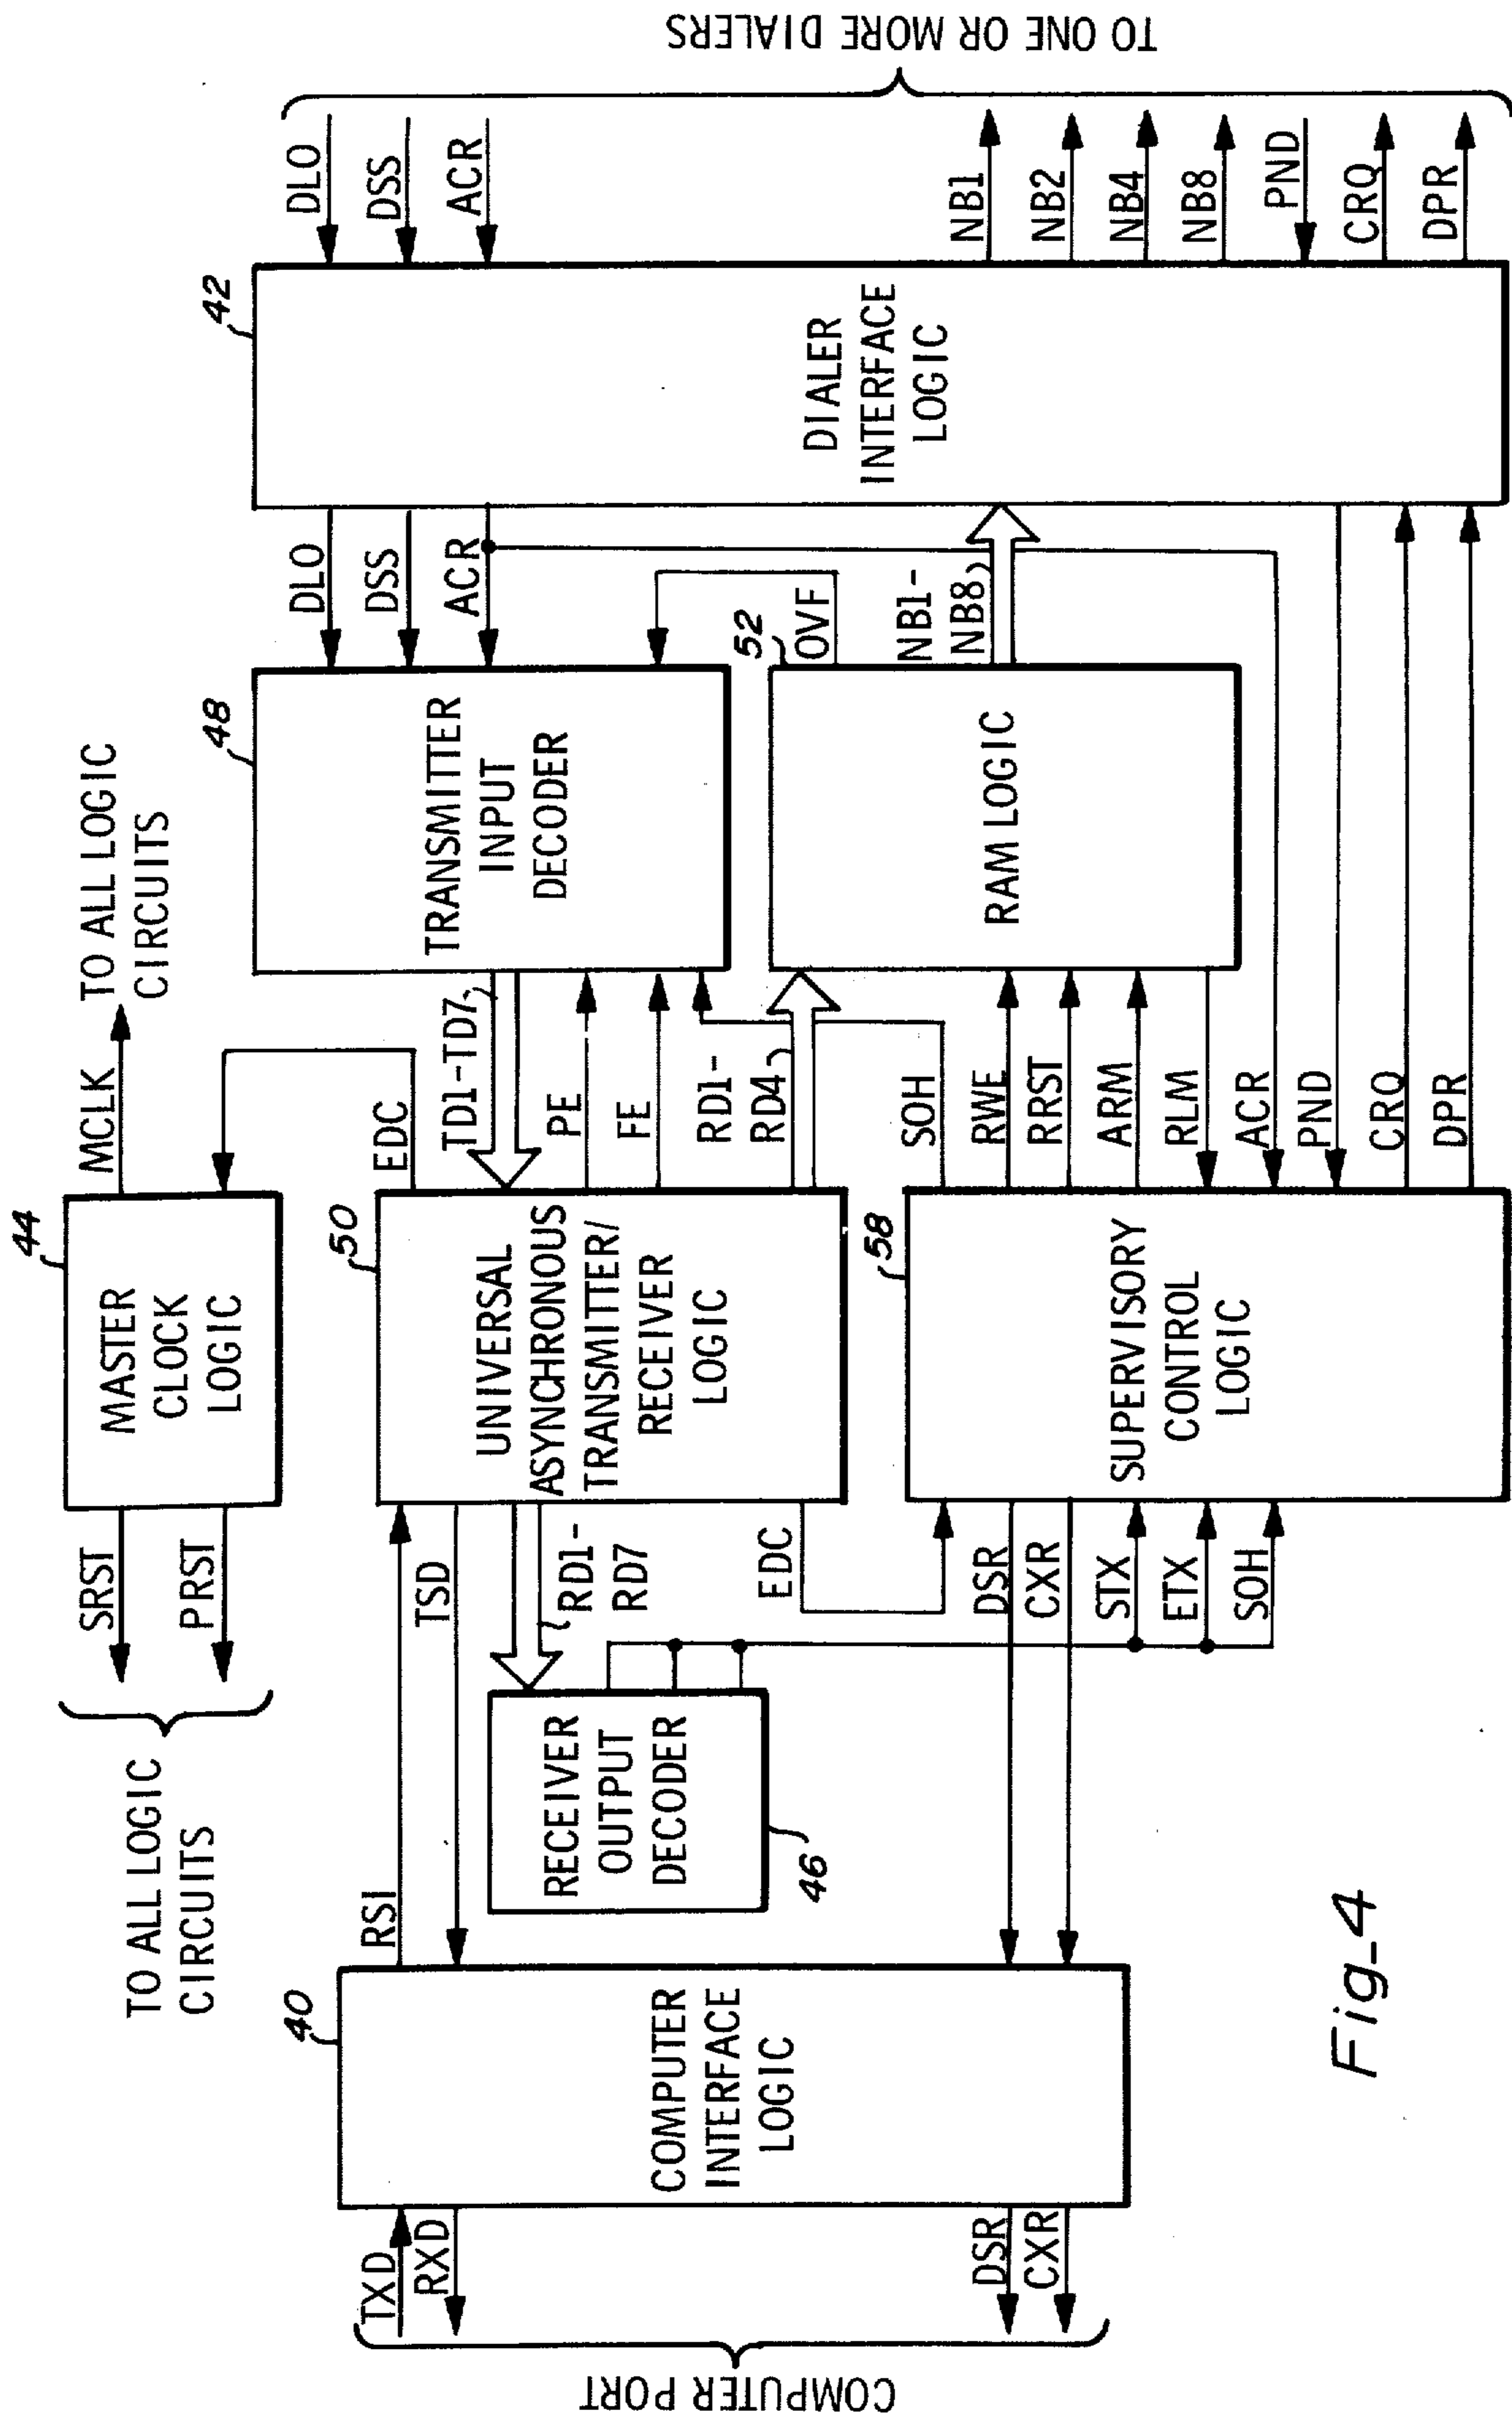 TO ALL LOGIC
CIRCUITS
SRST
PRST
44
MASTER
CLOCK
LOGIC
MCLK
TO ALL LOGIC
CIRCUITS
EDC
COMPUTER PORT
TXD
RXD
DSR
CXR
40
COMPUTER
INTERFACE
LOGIC
RSI
TSD
RECEIVER
OUTPUT
DECODER
46
RD1-
RD7
EDC
DSR
CXR
STX
ETX
SOH
50
UNIVERSAL
ASYNCHRONOUS
TRANSMITTER/
RECEIVER
LOGIC
58
SUPERVISORY
CONTROL
LOGIC
TD1-TD7
PE
FE
RD1-
RD4
SOH
RWE
RRST
ARM
RLM
ACR
PND
CRQ
DPR
48
TRANSMITTER
INPUT
DECODER
52
RAM LOGIC
DLO
DSS
ACR
OVF
NB1-
NB8
42
DIALER
INTERFACE
LOGIC
DLO
DSS
ACR
NB1
NB2
NB4
NB8
PND
CRQ
DPR
TO ONE OR MORE DIALERS
Fig_4